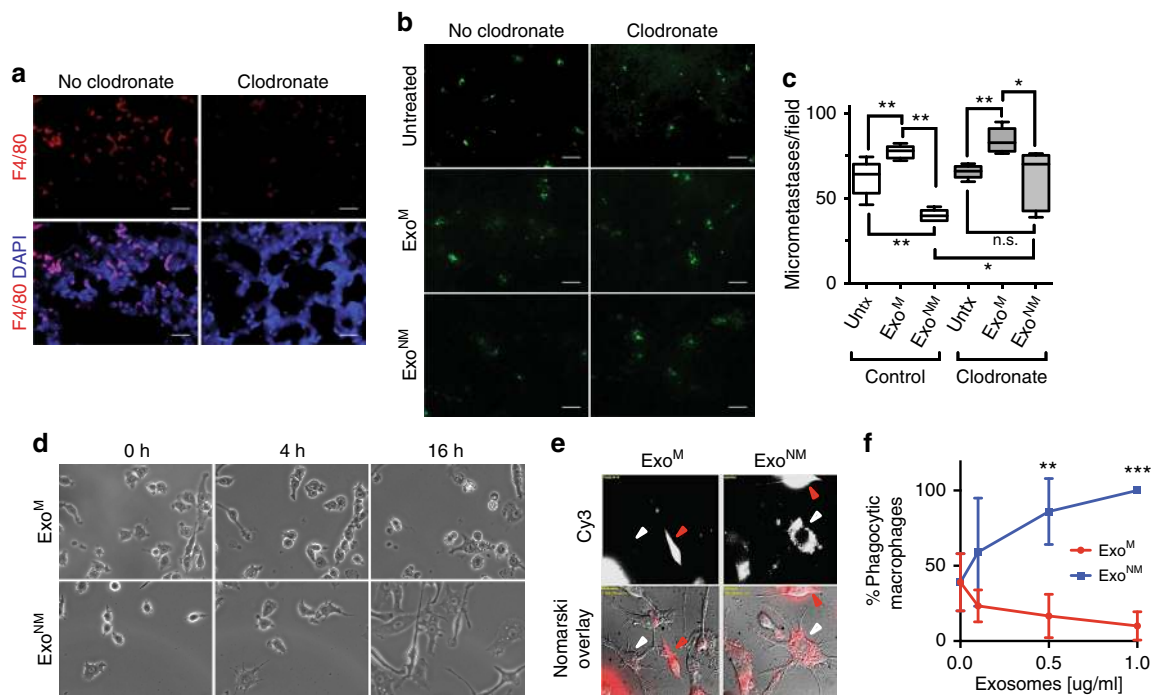 a
No clodronate Clodronate
F4/80
F4/80 DAPI
b
No clodronate Clodronate
Untreated
Exo^M
Exo^NM
c
Micrometastases/field
100
50
0
** ** * ** ** n.s. *
Untx Exo^M Exo^NM Untx Exo^M Exo^NM
Control Clodronate
d
0 h 4 h 16 h
Exo^M
Exo^NM
e
Exo^M Exo^NM
Cy3
Nomarski
overlay
f
** ***
% Phagocytic
macrophages
100
50
0
Exo^M
Exo^NM
0.0 0.5 1.0
Exosomes [ug/ml]